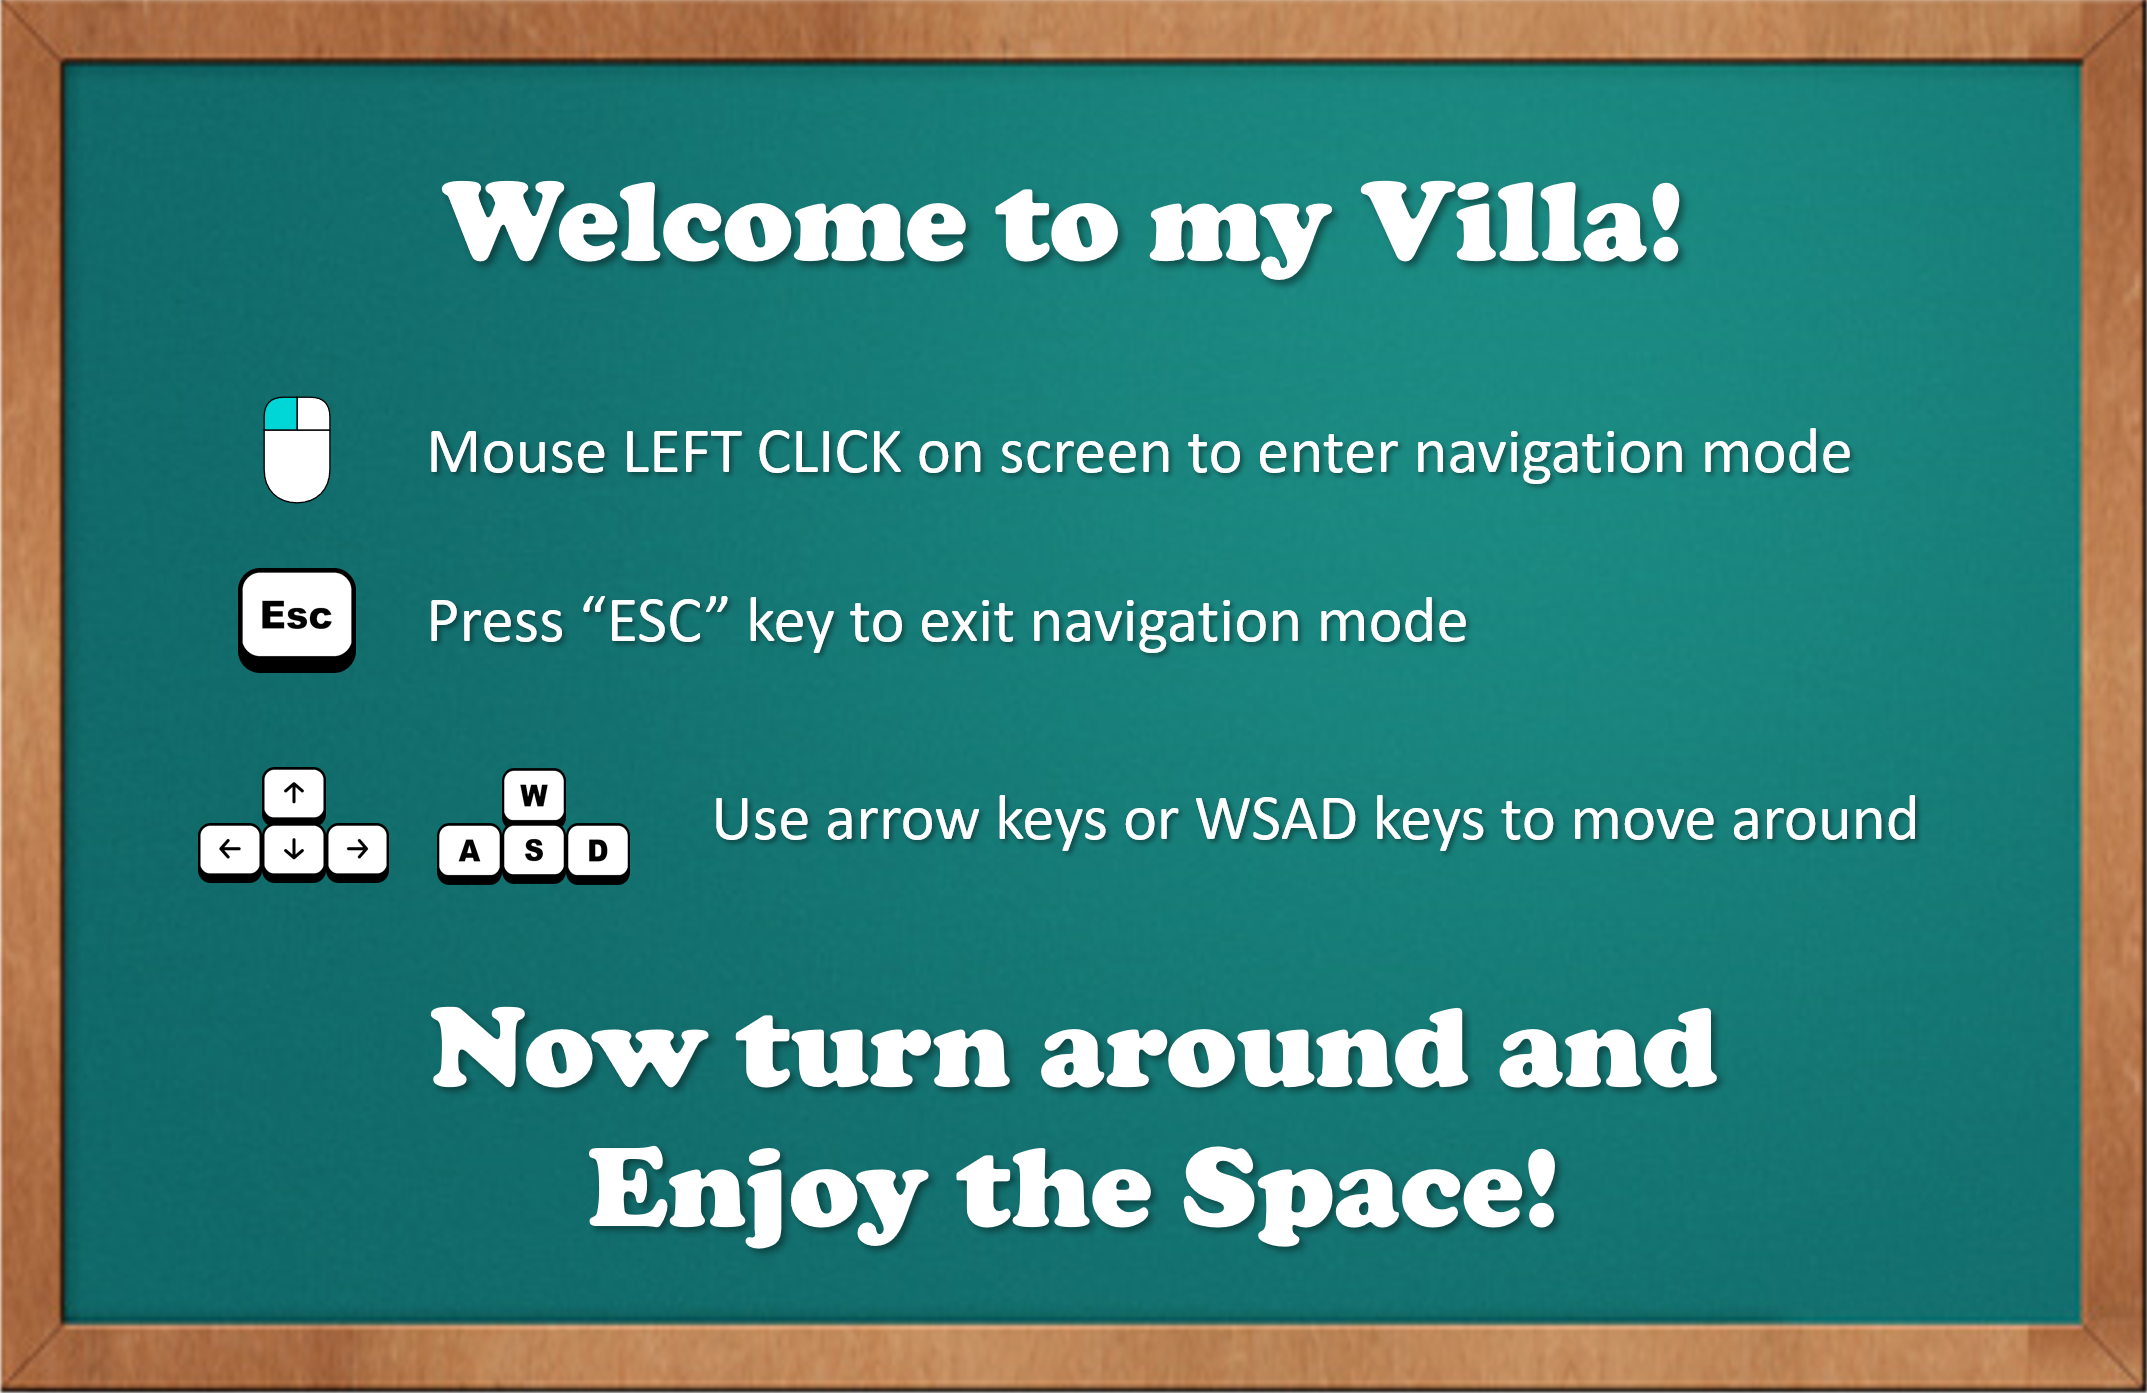 Welcome to my Villa!
Mouse LEFT CLICK on screen to enter navigation mode
Esc
Press “ESC” key to exit navigation mode
↑
← ↓ →
W
A S D
Use arrow keys or WSAD keys to move around
Now turn around and
Enjoy the Space!